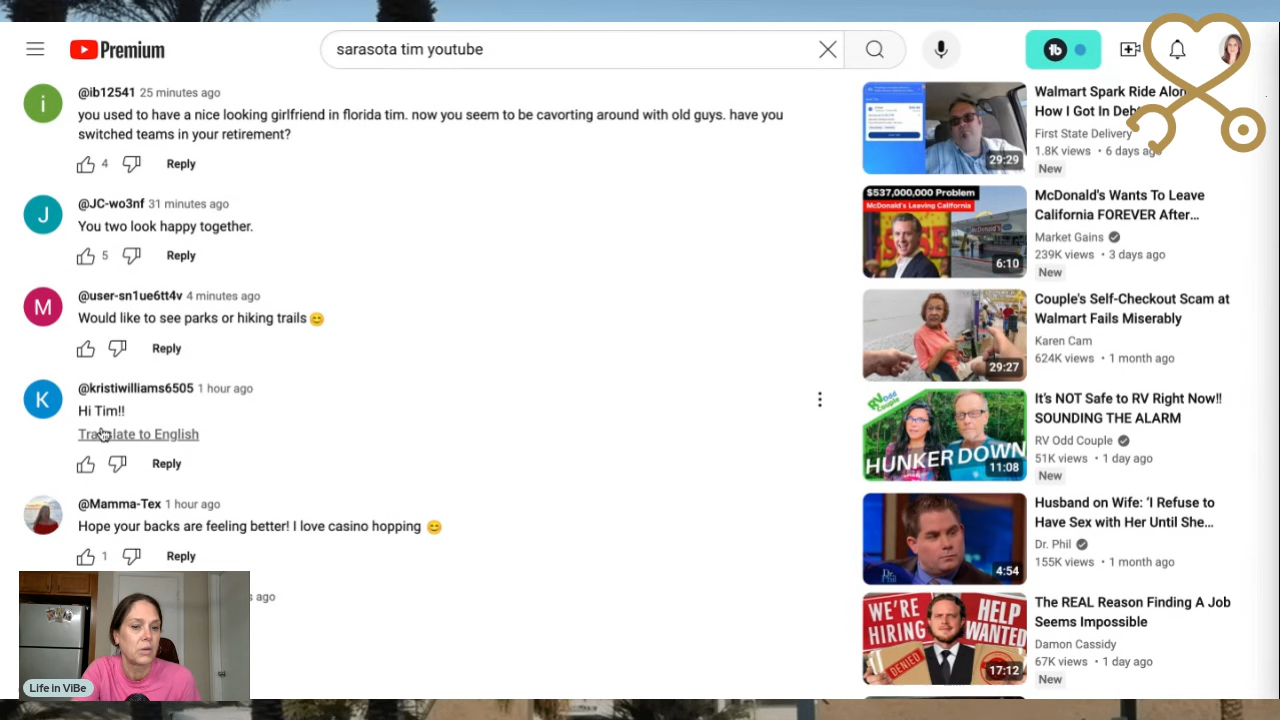 Premium
sarasota tim youtube
@ib12541 25 minutes ago
you used to have a nice looking girlfriend in florida tim. now you seem to be cavorting around with old guys. have you
switched teams in your retirement?
4
Reply
@JC-wo3nf 31 minutes ago
You two look happy together.
5
Reply
@user-sn1ue6tt4v 4 minutes ago
Would like to see parks or hiking trails😊
Reply
@kristiwilliams6505 1 hour ago
Hi Tim!!
Translate to English
Reply
@Mamma-Tex 1 hour ago
Hope your backs are feeling better! I love casino hopping 😊
1
Reply
ago
Life in ViBe
29:29
Walmart Spark Ride Alon
How I Got In Deb
First State Delivery
1.8K views • 6 days ago
New
$537,000,000 Problem
McDonald's Leaving California
6:10
McDonald's Wants To Leave
California FOREVER After…
Market Gains
239K views • 3 days ago
New
29:27
Couple's Self-Checkout Scam at
Walmart Fails Miserably
Karen Cam
624K views • 1 month ago
RV Odd
Couple
HUNKER DOWN
11:08
It's NOT Safe to RV Right Now!!
SOUNDING THE ALARM
RV Odd Couple
51K views • 1 day ago
New
Dr. Phil
4:54
Husband on Wife: 'I Refuse to
Have Sex with Her Until She…
Dr. Phil
155K views • 1 month ago
WE'RE
HIRING
HELP
WANTED
DENIED
17:12
The REAL Reason Finding A Job
Seems Impossible
Damon Cassidy
67K views • 1 day ago
New